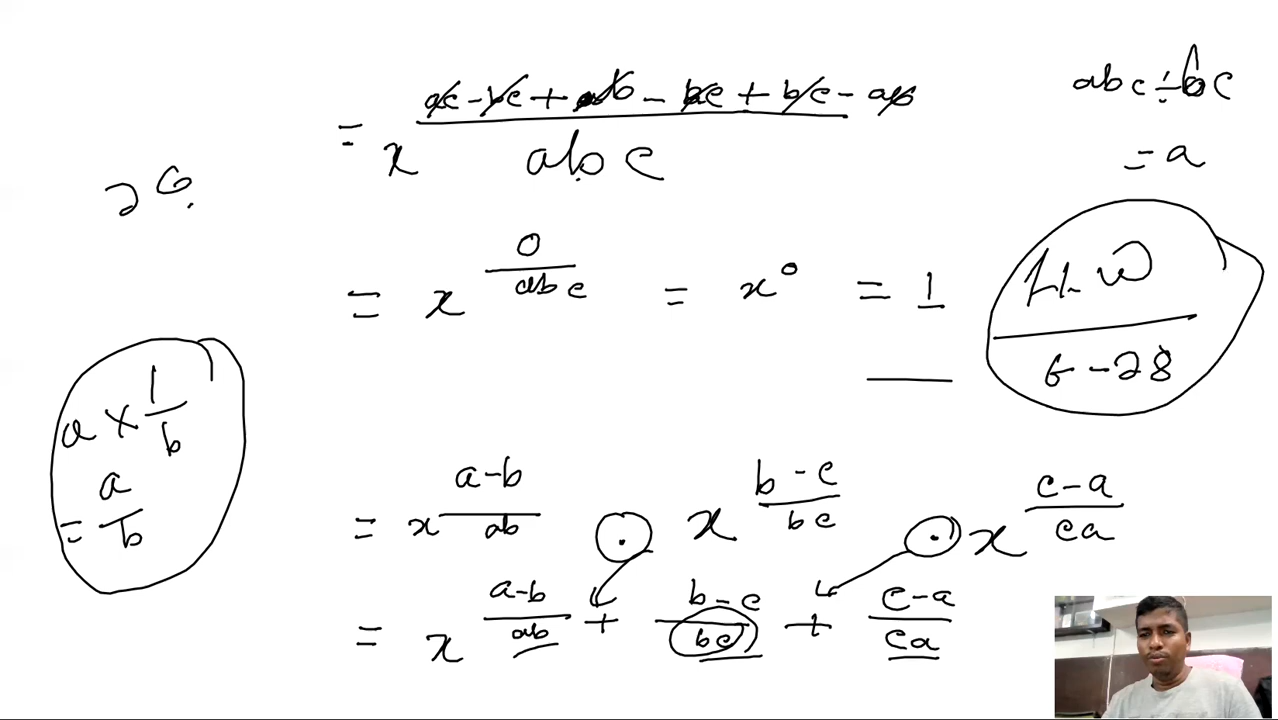 = x^((ac - bc + ab - ac + bc - ab)/abc)
abc ÷ bc
= a
26.
= x^(0/abc) = x^0 = 1
H.W
6-28
a × 1/b
= a/b
= x^((a-b)/ab) . x^((b-c)/bc) . x^((c-a)/ca)
= x^((a-b)/ab + (b-c)/bc + (c-a)/ca)